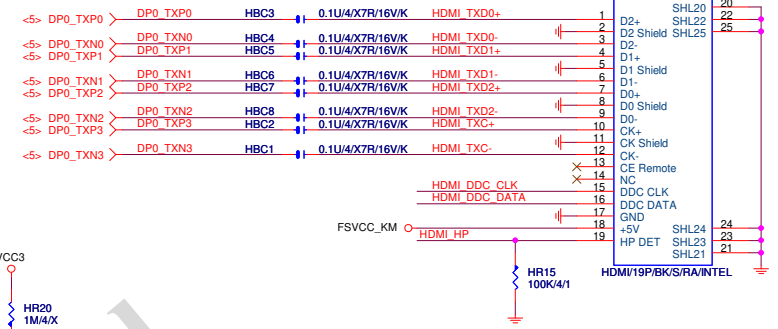 SHL20 20
<5> DP0_TXP0 DP0_TXP0 HBC3 0.1U/4/X7R/16V/K HDMI_TXD0+ 1 D2+ SHL22 22
2 D2 Shield SHL25 25
<5> DP0_TXN0 DP0_TXN0 HBC4 0.1U/4/X7R/16V/K HDMI_TXD0- 3 D2-
<5> DP0_TXP1 DP0_TXP1 HBC5 0.1U/4/X7R/16V/K HDMI_TXD1+ 4 D1+
5 D1 Shield
<5> DP0_TXN1 DP0_TXN1 HBC6 0.1U/4/X7R/16V/K HDMI_TXD1- 6 D1-
<5> DP0_TXP2 DP0_TXP2 HBC7 0.1U/4/X7R/16V/K HDMI_TXD2+ 7 D0+
8 D0 Shield
<5> DP0_TXN2 DP0_TXN2 HBC8 0.1U/4/X7R/16V/K HDMI_TXD2- 9 D0-
<5> DP0_TXP3 DP0_TXP3 HBC2 0.1U/4/X7R/16V/K HDMI_TXC+ 10 CK+
11 CK Shield
<5> DP0_TXN3 DP0_TXN3 HBC1 0.1U/4/X7R/16V/K HDMI_TXC- 12 CK-
13 CE Remote
14 NC
HDMI_DDC_CLK 15 DDC CLK
HDMI_DDC_DATA 16 DDC DATA
17 GND
FSVCC_KM 18 +5V SHL24 24
HDMI_HP 19 HP DET SHL23 23
SHL21 21
VCC3
HR15 HDMI/19P/BK/S/RA/INTEL
100K/4/1
HR20
1M/4/X